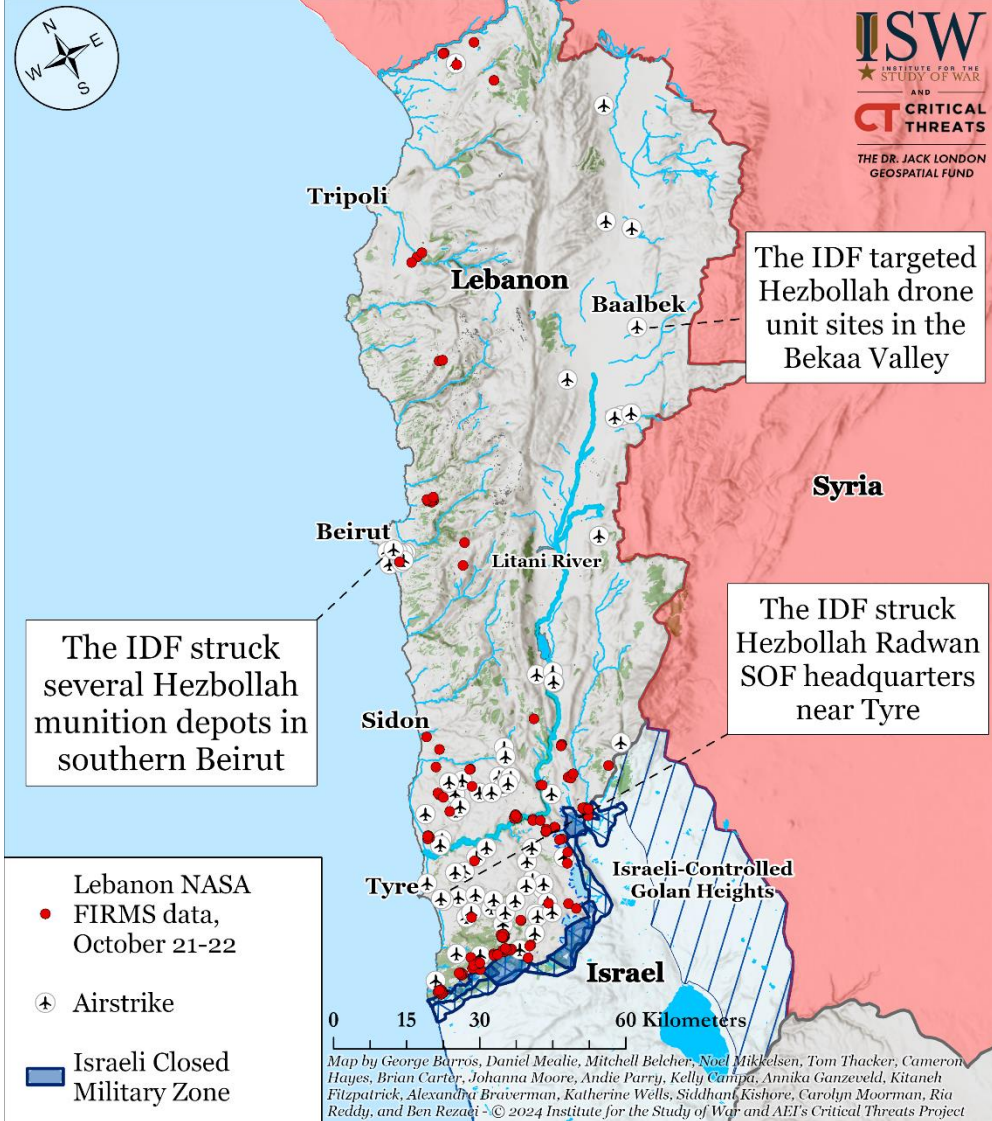 N
E
W
S
ISW
INSTITUTE FOR THE
STUDY OF WAR
AND
CT CRITICAL
THREATS
THE DR. JACK LONDON
GEOSPATIAL FUND
Tripoli
Lebanon
Baalbek
The IDF targeted
Hezbollah drone
unit sites in the
Bekaa Valley
Syria
Beirut
Litani River
The IDF struck
several Hezbollah
munition depots in
southern Beirut
The IDF struck
Hezbollah Radwan
SOF headquarters
near Tyre
Sidon
Tyre
Israeli-Controlled
Golan Heights
Israel
Lebanon NASA
FIRMS data,
October 21-22
Airstrike
Israeli Closed
Military Zone
0 15 30 60 Kilometers
Map by George Barros, Daniel Mealie, Mitchell Belcher, Noel Mikkelsen, Tom Thacker, Cameron
Hayes, Brian Carter, Johanna Moore, Andie Parry, Kelly Campa, Annika Ganzeveld, Kitaneh
Fitzpatrick, Alexandra Braverman, Katherine Wells, Siddhant Kishore, Carolyn Moorman, Ria
Reddy, and Ben Rezaei - © 2024 Institute for the Study of War and AEI's Critical Threats Project